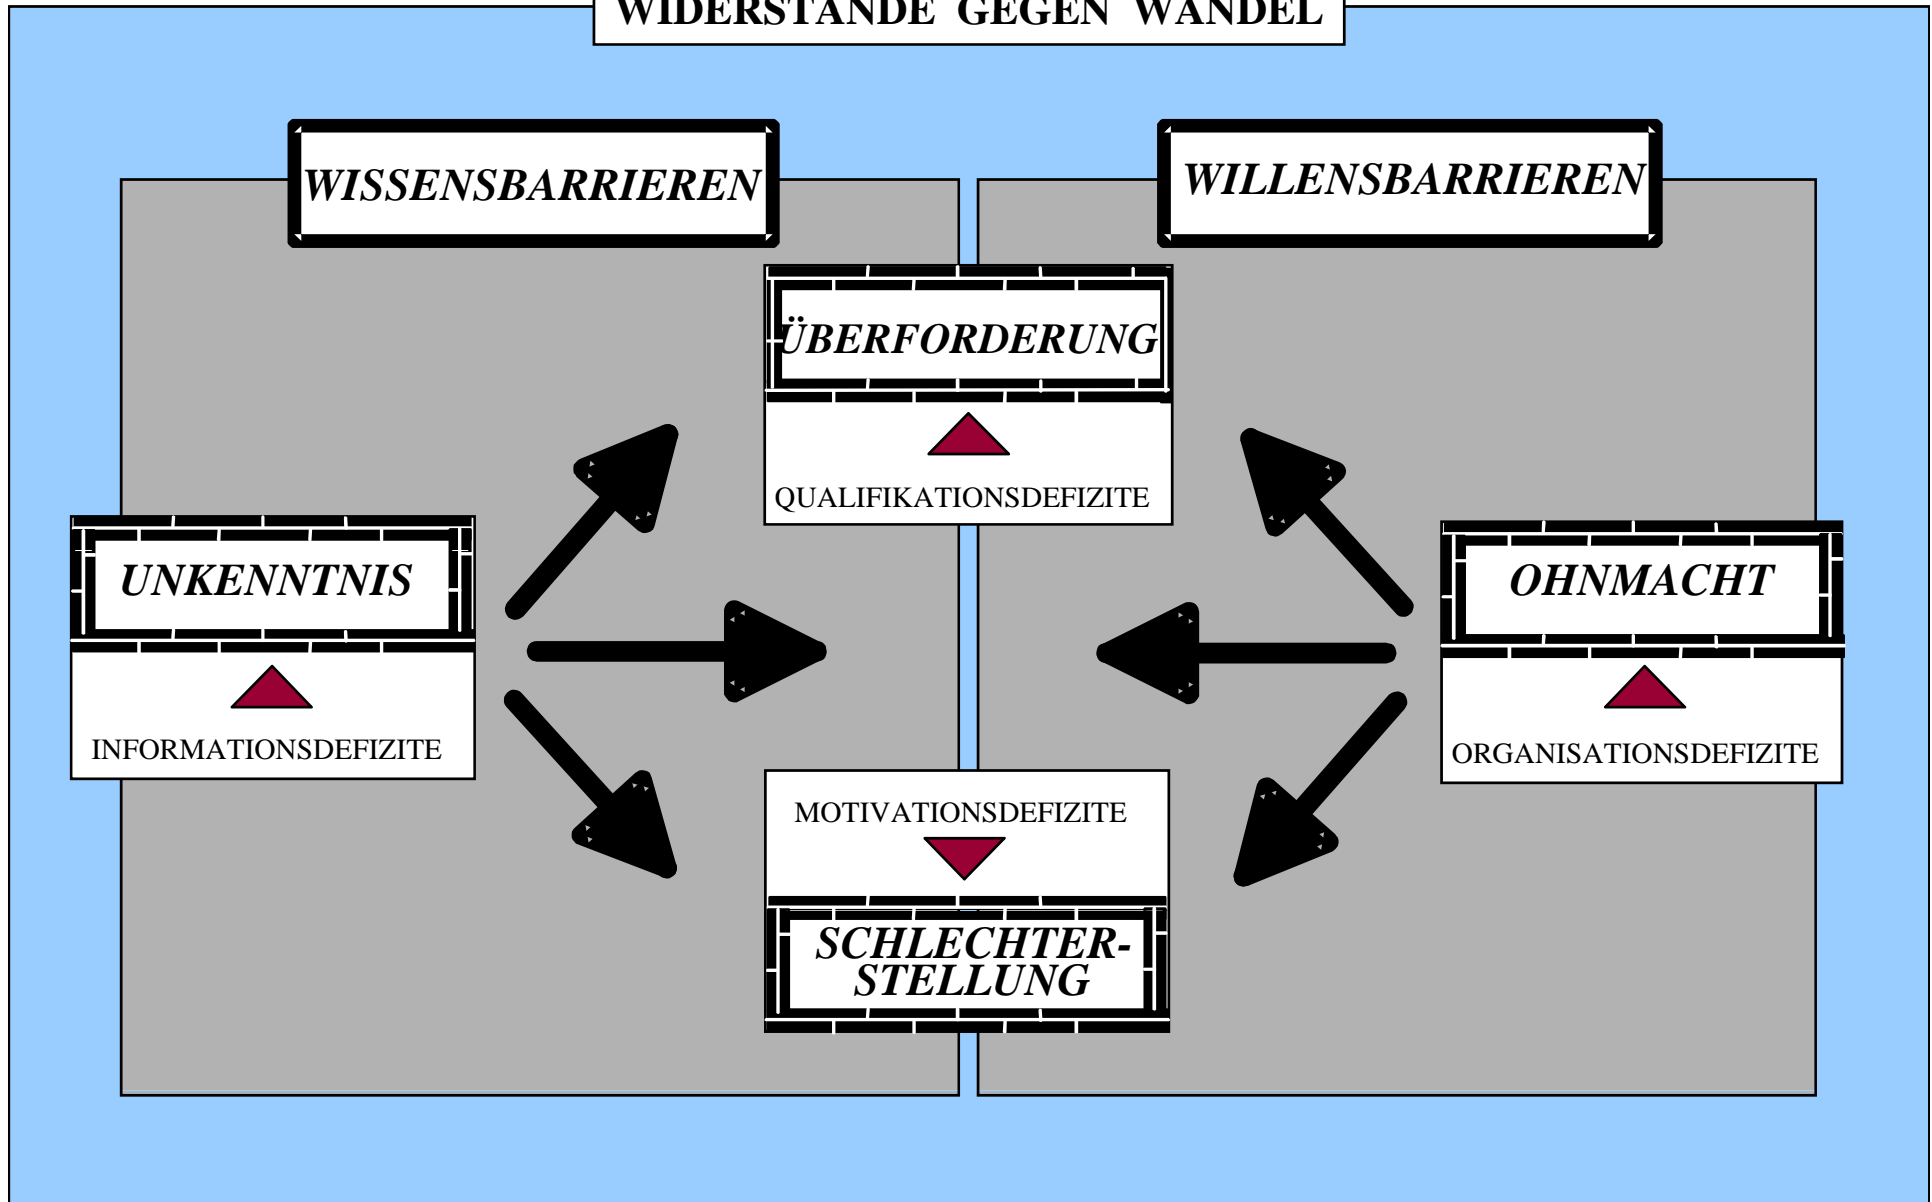 WIDERSTÄNDE GEGEN WANDEL
WISSENSBARRIEREN
WILLENSBARRIEREN
ÜBERFORDERUNG
QUALIFIKATIONSDEFIZITE
UNKENNTNIS
INFORMATIONSDEFIZITE
OHNMACHT
ORGANISATIONSDEFIZITE
MOTIVATIONSDEFIZITE
SCHLECHTER-
STELLUNG